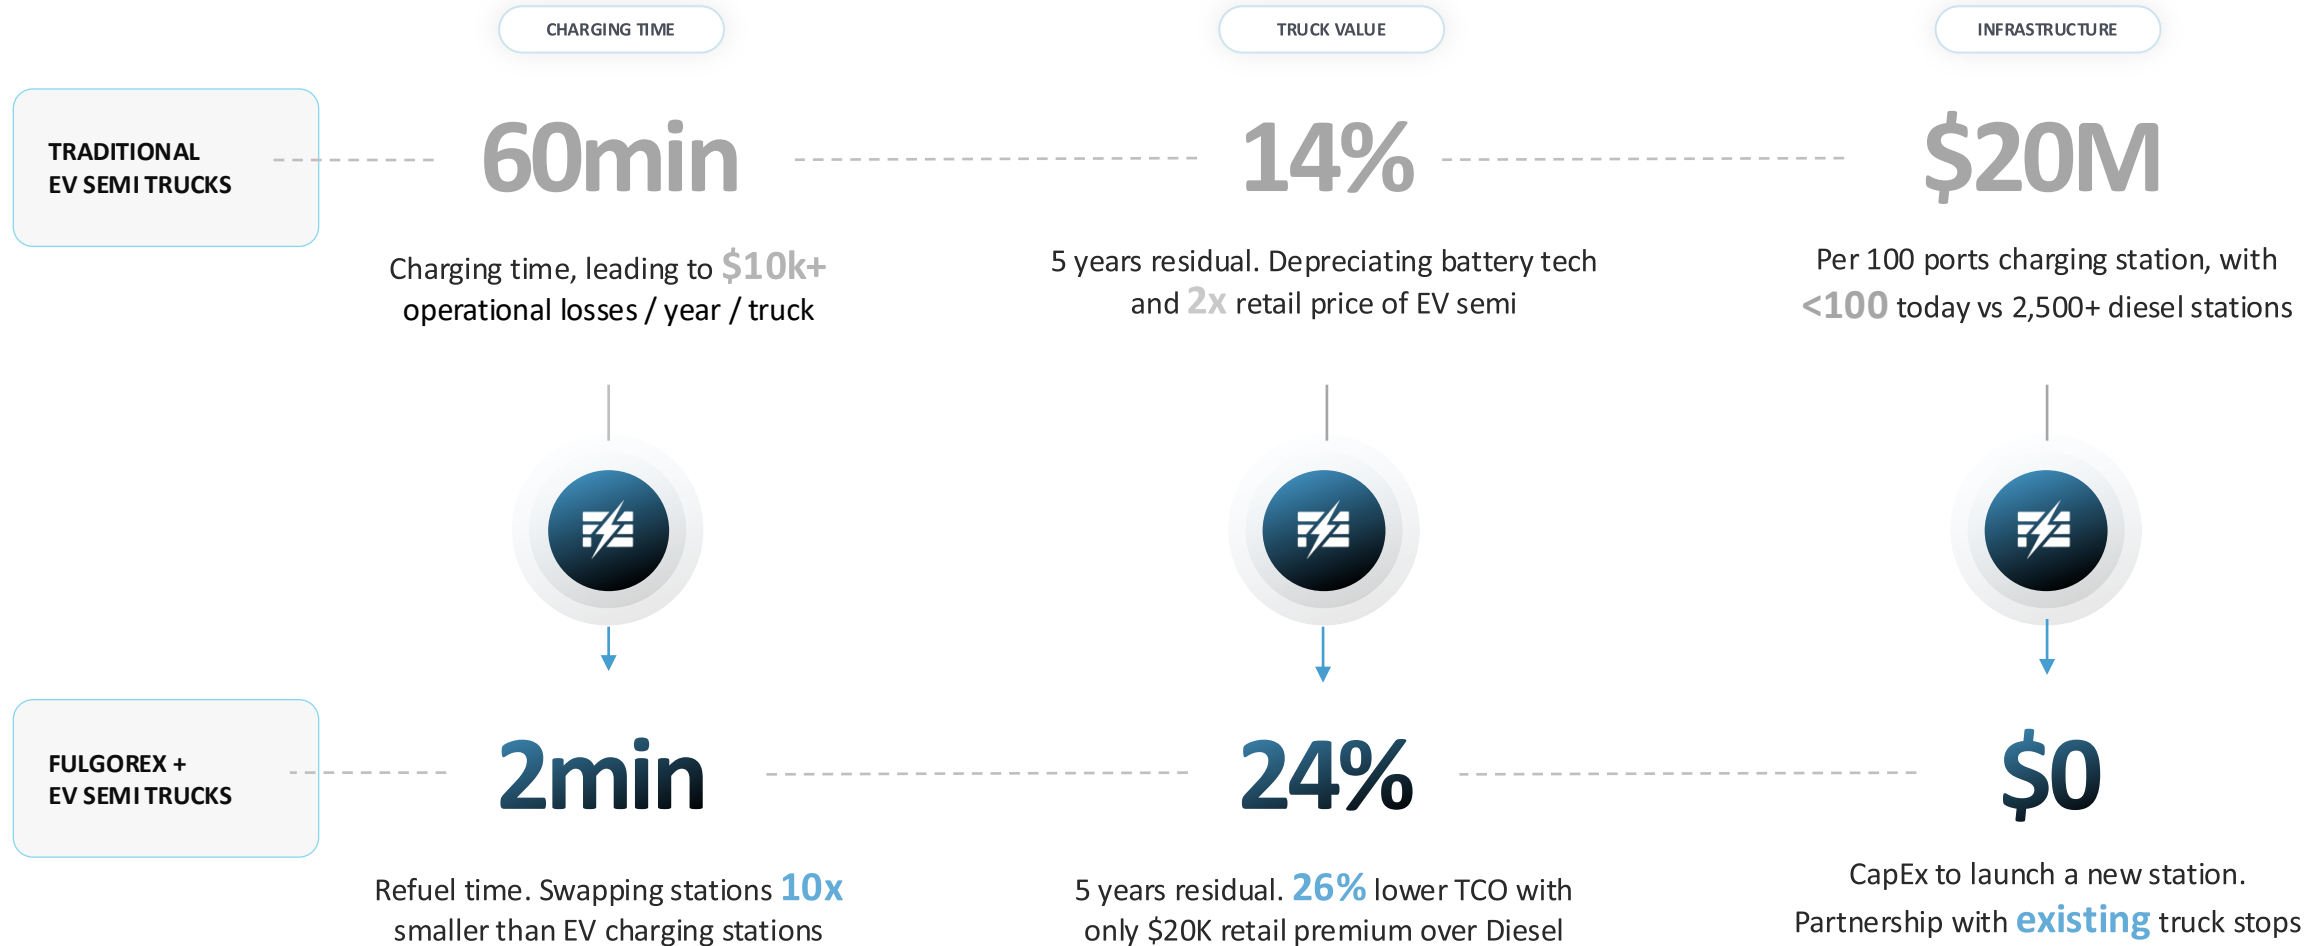 CHARGING TIME
TRUCK VALUE
INFRASTRUCTURE
TRADITIONAL
EV SEMI TRUCKS
60min
14%
$20M
Charging time, leading to $10k+
operational losses / year / truck
5 years residual. Depreciating battery tech
and 2x retail price of EV semi
Per 100 ports charging station, with
<100 today vs 2,500+ diesel stations
FULGOREX +
EV SEMI TRUCKS
2min
24%
$0
Refuel time. Swapping stations 10x
smaller than EV charging stations
5 years residual. 26% lower TCO with
only $20K retail premium over Diesel
CapEx to launch a new station.
Partnership with existing truck stops